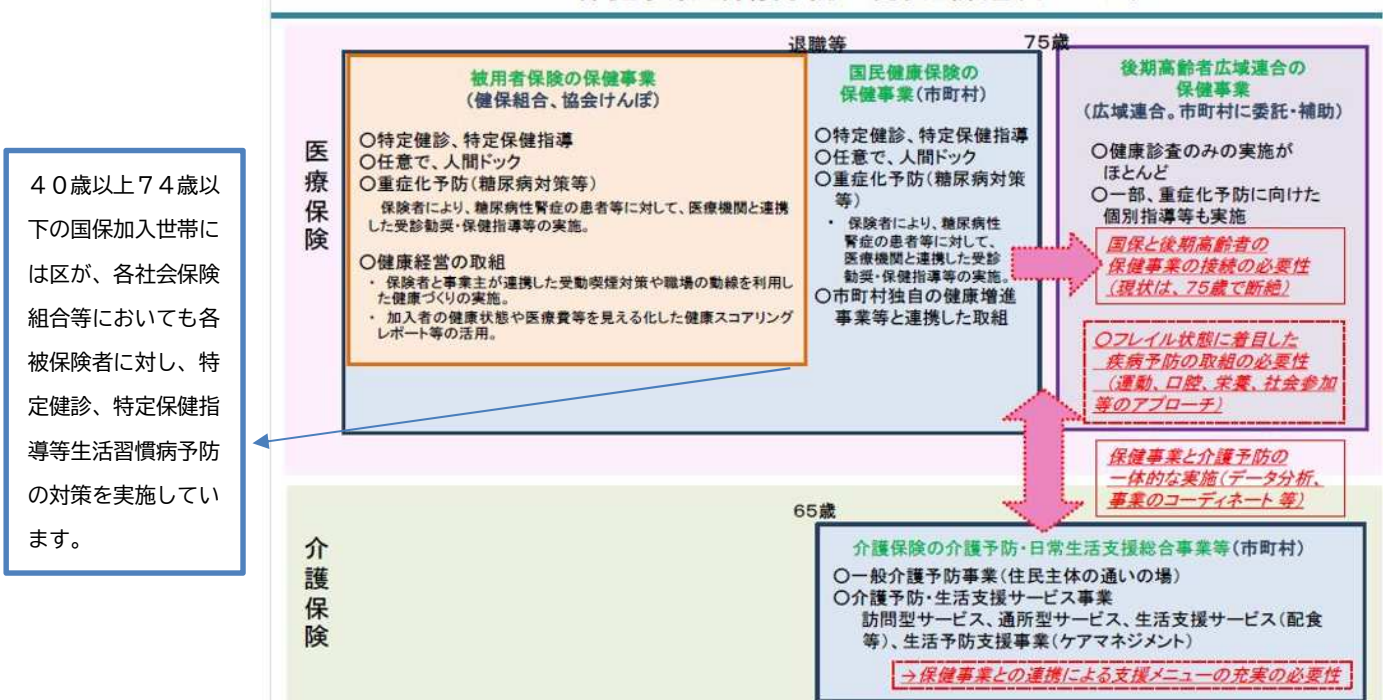 ４０歳以上７４歳以
下の国保加入世帯に
は区が、各社会保険
組合等においても各
被保険者に対し、特
定健診、特定保健指
導等生活習慣病予防
の対策を実施してい
ます。
医療保険
退職等
75歳
被用者保険の保健事業
（健保組合、協会けんぽ）
〇特定健診、特定保健指導
〇任意で、人間ドック
〇重症化予防（糖尿病対策等）
保険者により、糖尿病性腎症の患者等に対して、医療機関と連携
した受診勧奨・保健指導等の実施。
〇健康経営の取組
・ 保険者と事業主が連携した受動喫煙対策や職場の動線を利用し
た健康づくりの実施。
・ 加入者の健康状態や医療費等を見える化した健康スコアリング
レポート等の活用。
国民健康保険の
保健事業（市町村）
〇特定健診、特定保健指導
〇任意で、人間ドック
〇重症化予防（糖尿病対策
等）
・ 保険者により、糖尿病性
腎症の患者等に対して、
医療機関と連携した受診
勧奨・保健指導等の実施。
〇市町村独自の健康増進
事業等と連携した取組
後期高齢者広域連合の
保健事業
（広域連合。市町村に委託・補助）
〇健康診査のみの実施が
ほとんど
〇一部、重症化予防に向けた
個別指導等も実施
国保と後期高齢者の
保健事業の接続の必要性
（現状は、75歳で断絶）
〇フレイル状態に着目した
疾病予防の取組の必要性
（運動、口腔、栄養、社会参加
等のアプローチ）
保健事業と介護予防の
一体的な実施（データ分析、
事業のコーディネート 等）
介護保険
65歳
介護保険の介護予防・日常生活支援総合事業等（市町村）
〇一般介護予防事業（住民主体の通いの場）
〇介護予防・生活支援サービス事業
訪問型サービス、通所型サービス、生活支援サービス（配食
等）、生活予防支援事業（ケアマネジメント）
→保健事業との連携による支援メニューの充実の必要性